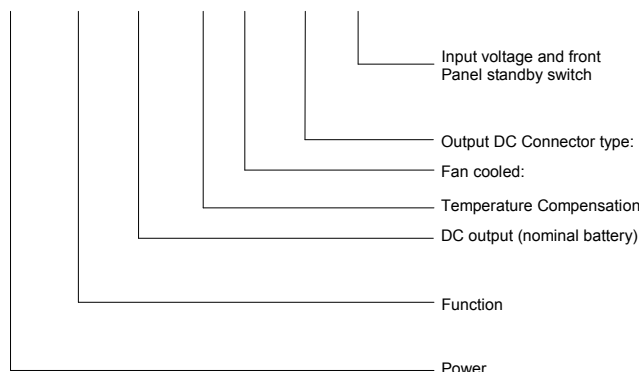 Input voltage and front
Panel standby switch
Output DC Connector type:
Fan cooled:
Temperature Compensation
DC output (nominal battery)
Function
Power